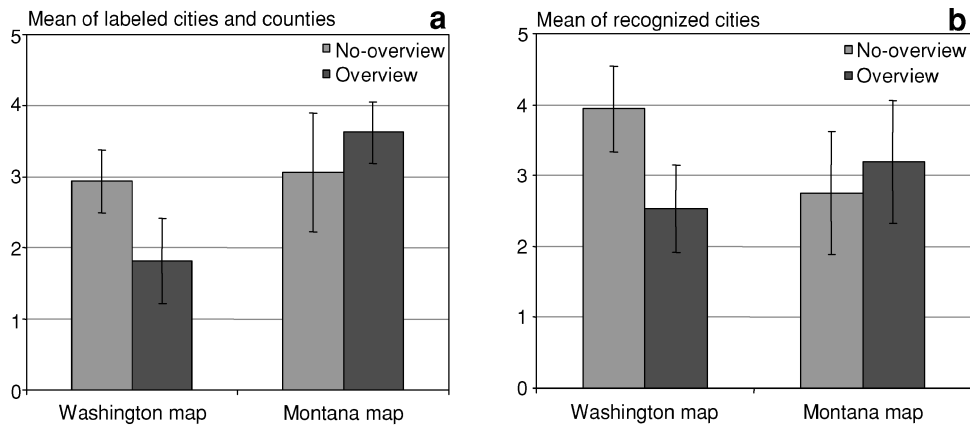 Mean of labeled cities and counties
a
5
4
3
2
1
0
No-overview
Overview
Washington map
Montana map
Mean of recognized cities
b
5
4
3
2
1
0
No-overview
Overview
Washington map
Montana map